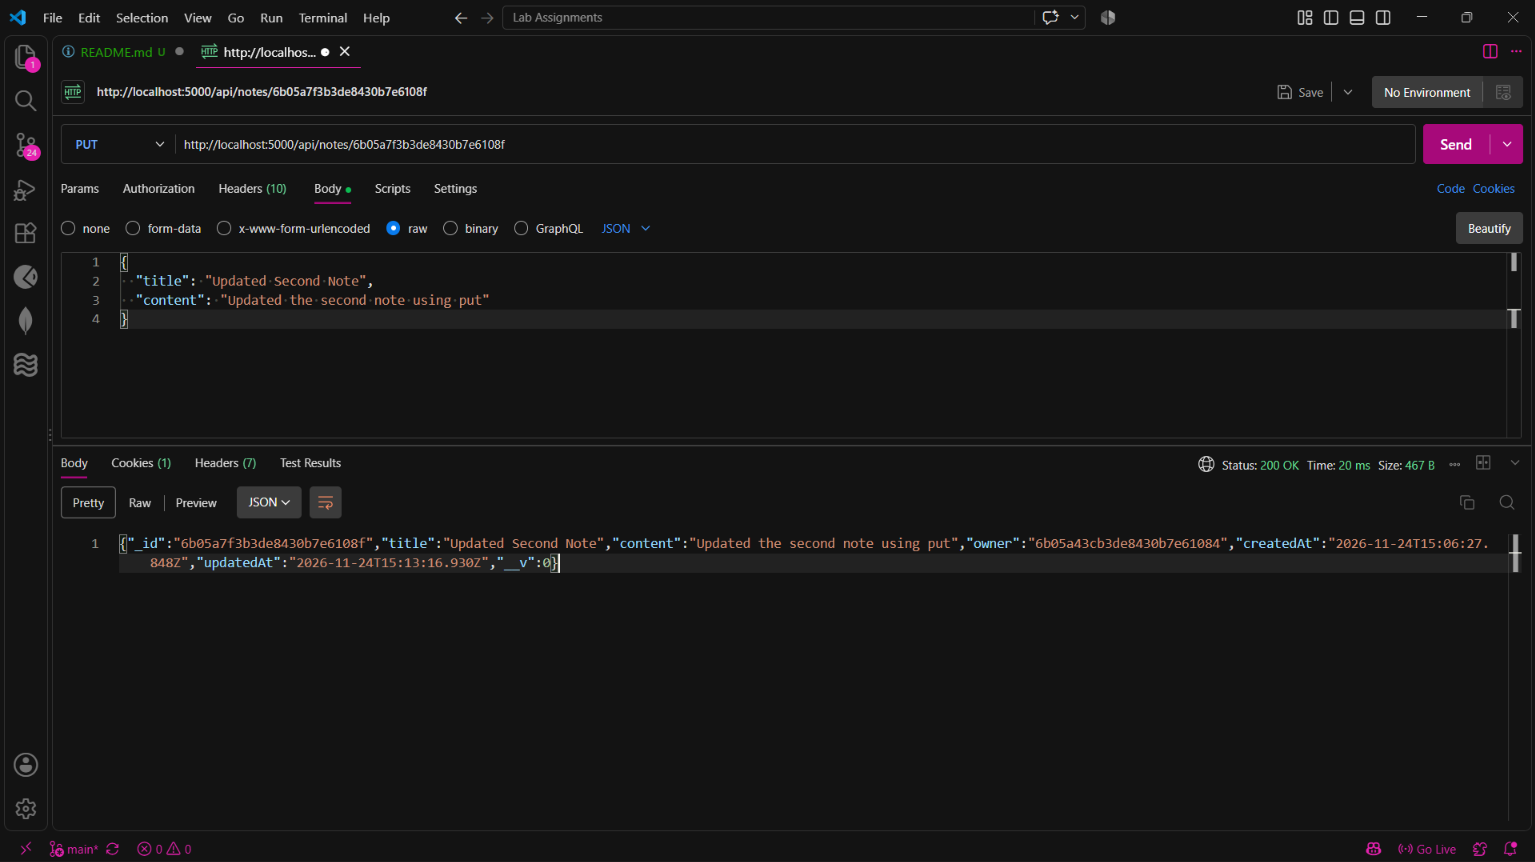 File Edit Selection View Go Run Terminal Help
Lab Assignments
README.md U
HTTP http://localhos...
HTTP http://localhost:5000/api/notes/6b05a7f3b3de8430b7e6108f
Save
No Environment
PUT
http://localhost:5000/api/notes/6b05a7f3b3de8430b7e6108f
Send
Params Authorization Headers (10) Body Scripts Settings
Code Cookies
none form-data x-www-form-urlencoded raw binary GraphQL JSON
Beautify
1 {
2 "title": "Updated Second Note",
3 "content": "Updated the second note using put"
4 }
Body Cookies (1) Headers (7) Test Results
Status: 200 OK Time: 20 ms Size: 467 B
Pretty Raw Preview JSON
1 {"_id":"6b05a7f3b3de8430b7e6108f","title":"Updated Second Note","content":"Updated the second note using put","owner":"6b05a43cb3de8430b7e61084","createdAt":"2026-11-24T15:06:27.
848Z","updatedAt":"2026-11-24T15:13:16.930Z","__v":0}
1
24
main* 0 0
Go Live